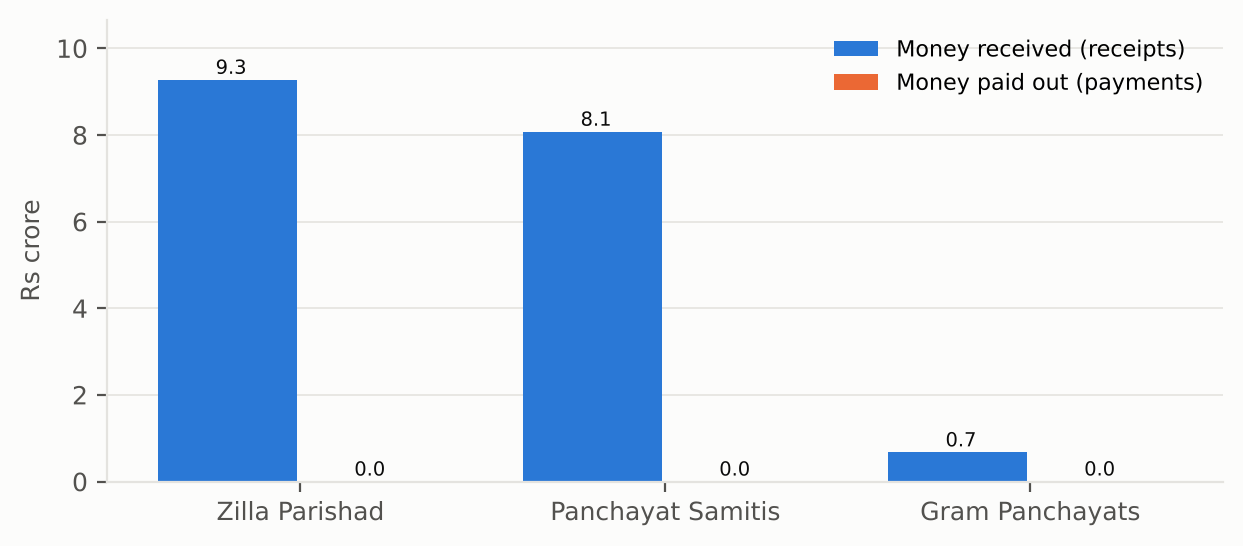 Money received (receipts)
Money paid out (payments)
Rs crore
10
8
6
4
2
0
9.3
0.0
8.1
0.0
0.7
0.0
Zilla Parishad
Panchayat Samitis
Gram Panchayats